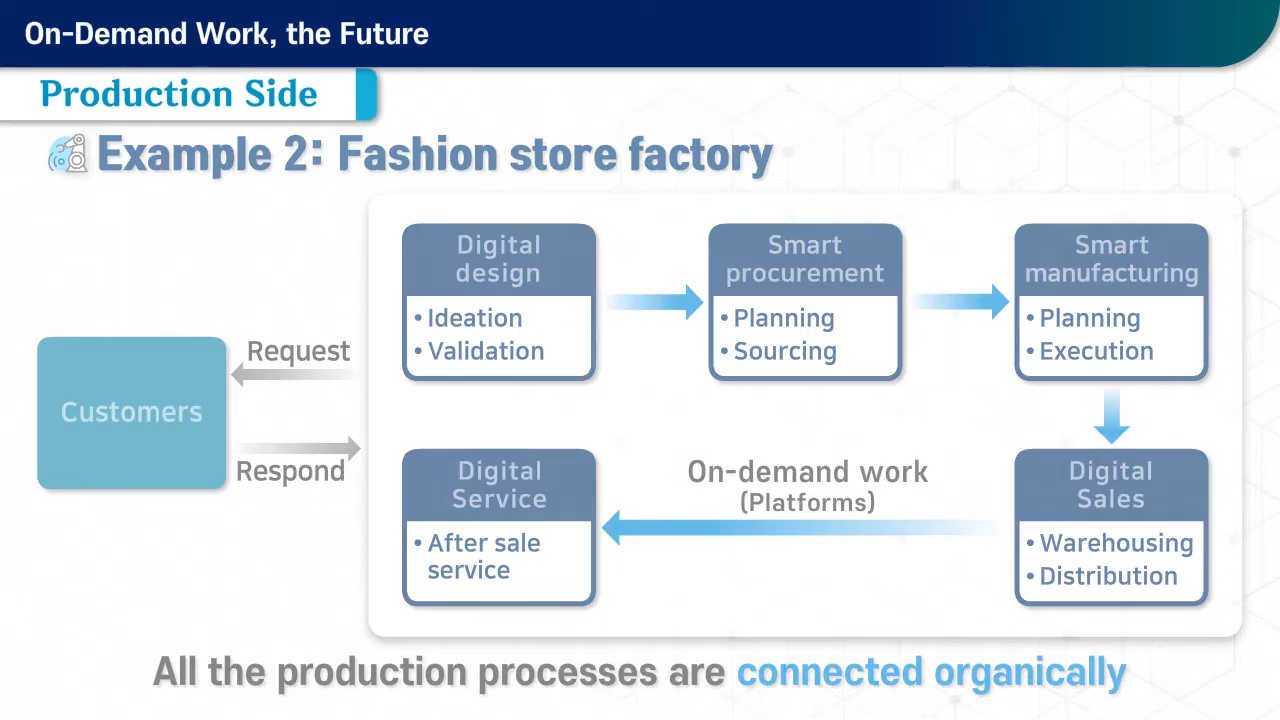 On-Demand Work, the Future
Production Side
Example 2: Fashion store factory
Digital
design
• Ideation
• Validation
Smart
procurement
• Planning
• Sourcing
Smart
manufacturing
• Planning
• Execution
Request
Customers
Respond
Digital
Service
• After sale
service
On-demand work
(Platforms)
Digital
Sales
• Warehousing
• Distribution
All the production processes are connected organically